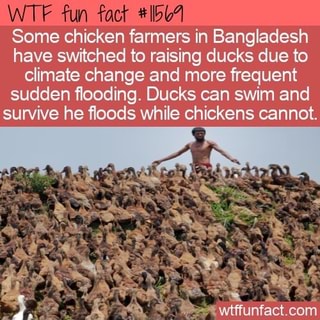 WTF fun fact #11569
Some chicken farmers in Bangladesh
have switched to raising ducks due to
climate change and more frequent
sudden flooding. Ducks can swim and
survive he floods while chickens cannot.
wtffunfact.com